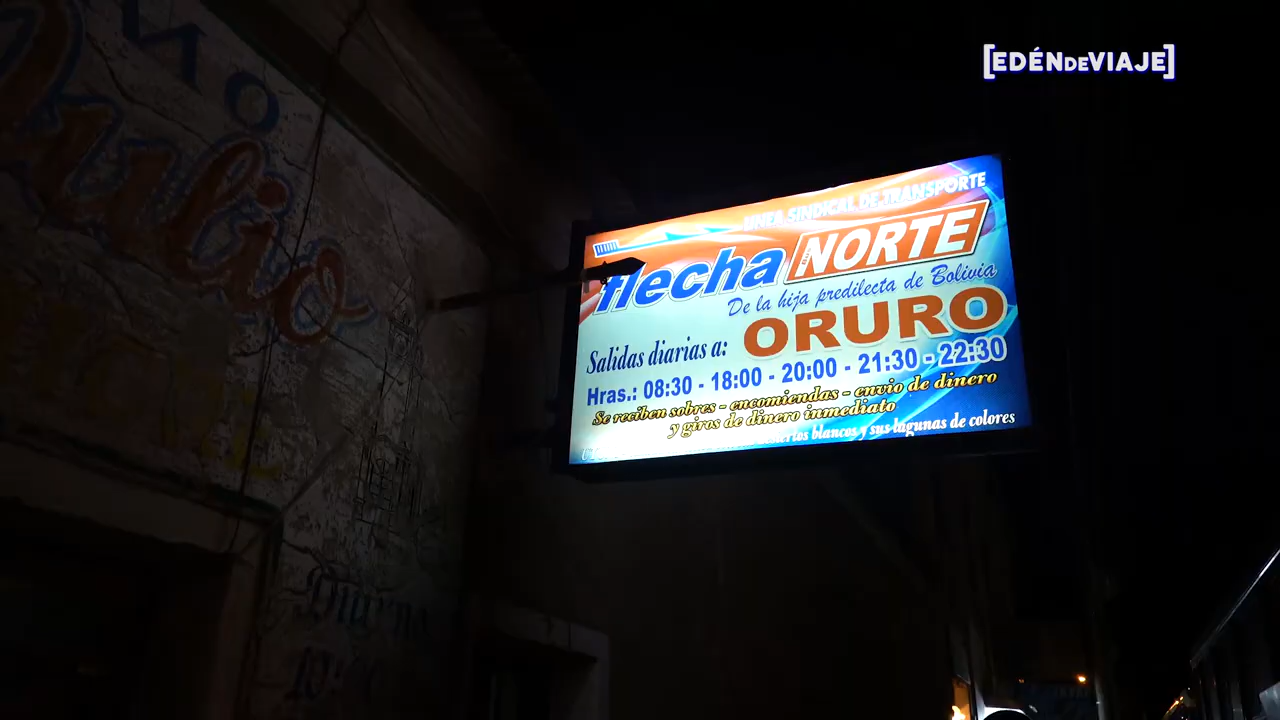 [EDÉNDEVIAJE]
Julio
LINEA SINDICAL DE TRANSPORTE
flecha NORTE
De la hija predilecta de Bolivia
Salidas diarias a: ORURO
Hras.: 08:30 - 18:00 - 20:00 - 21:30 - 22:30
Se reciben sobres - encomiendas - envio de dinero
y giros de dinero inmediato
desiertos blancos y sus lagunas de colores